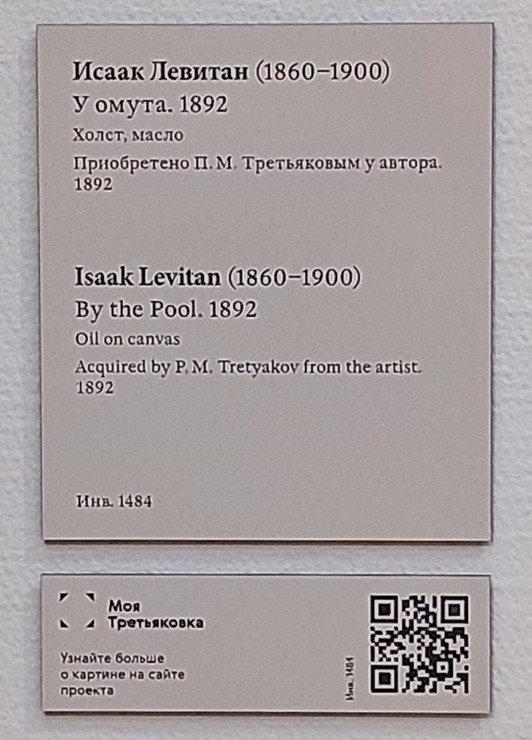 Исаак Левитан (1860–1900)
У омута. 1892
Холст, масло
Приобретено П. М. Третьяковым у автора.
1892
Isaak Levitan (1860–1900)
By the Pool. 1892
Oil on canvas
Acquired by P. M. Tretyakov from the artist.
1892
Инв. 1484
Моя
Третьяковка
Узнайте больше
о картине на сайте
проекта
Инв. 1484